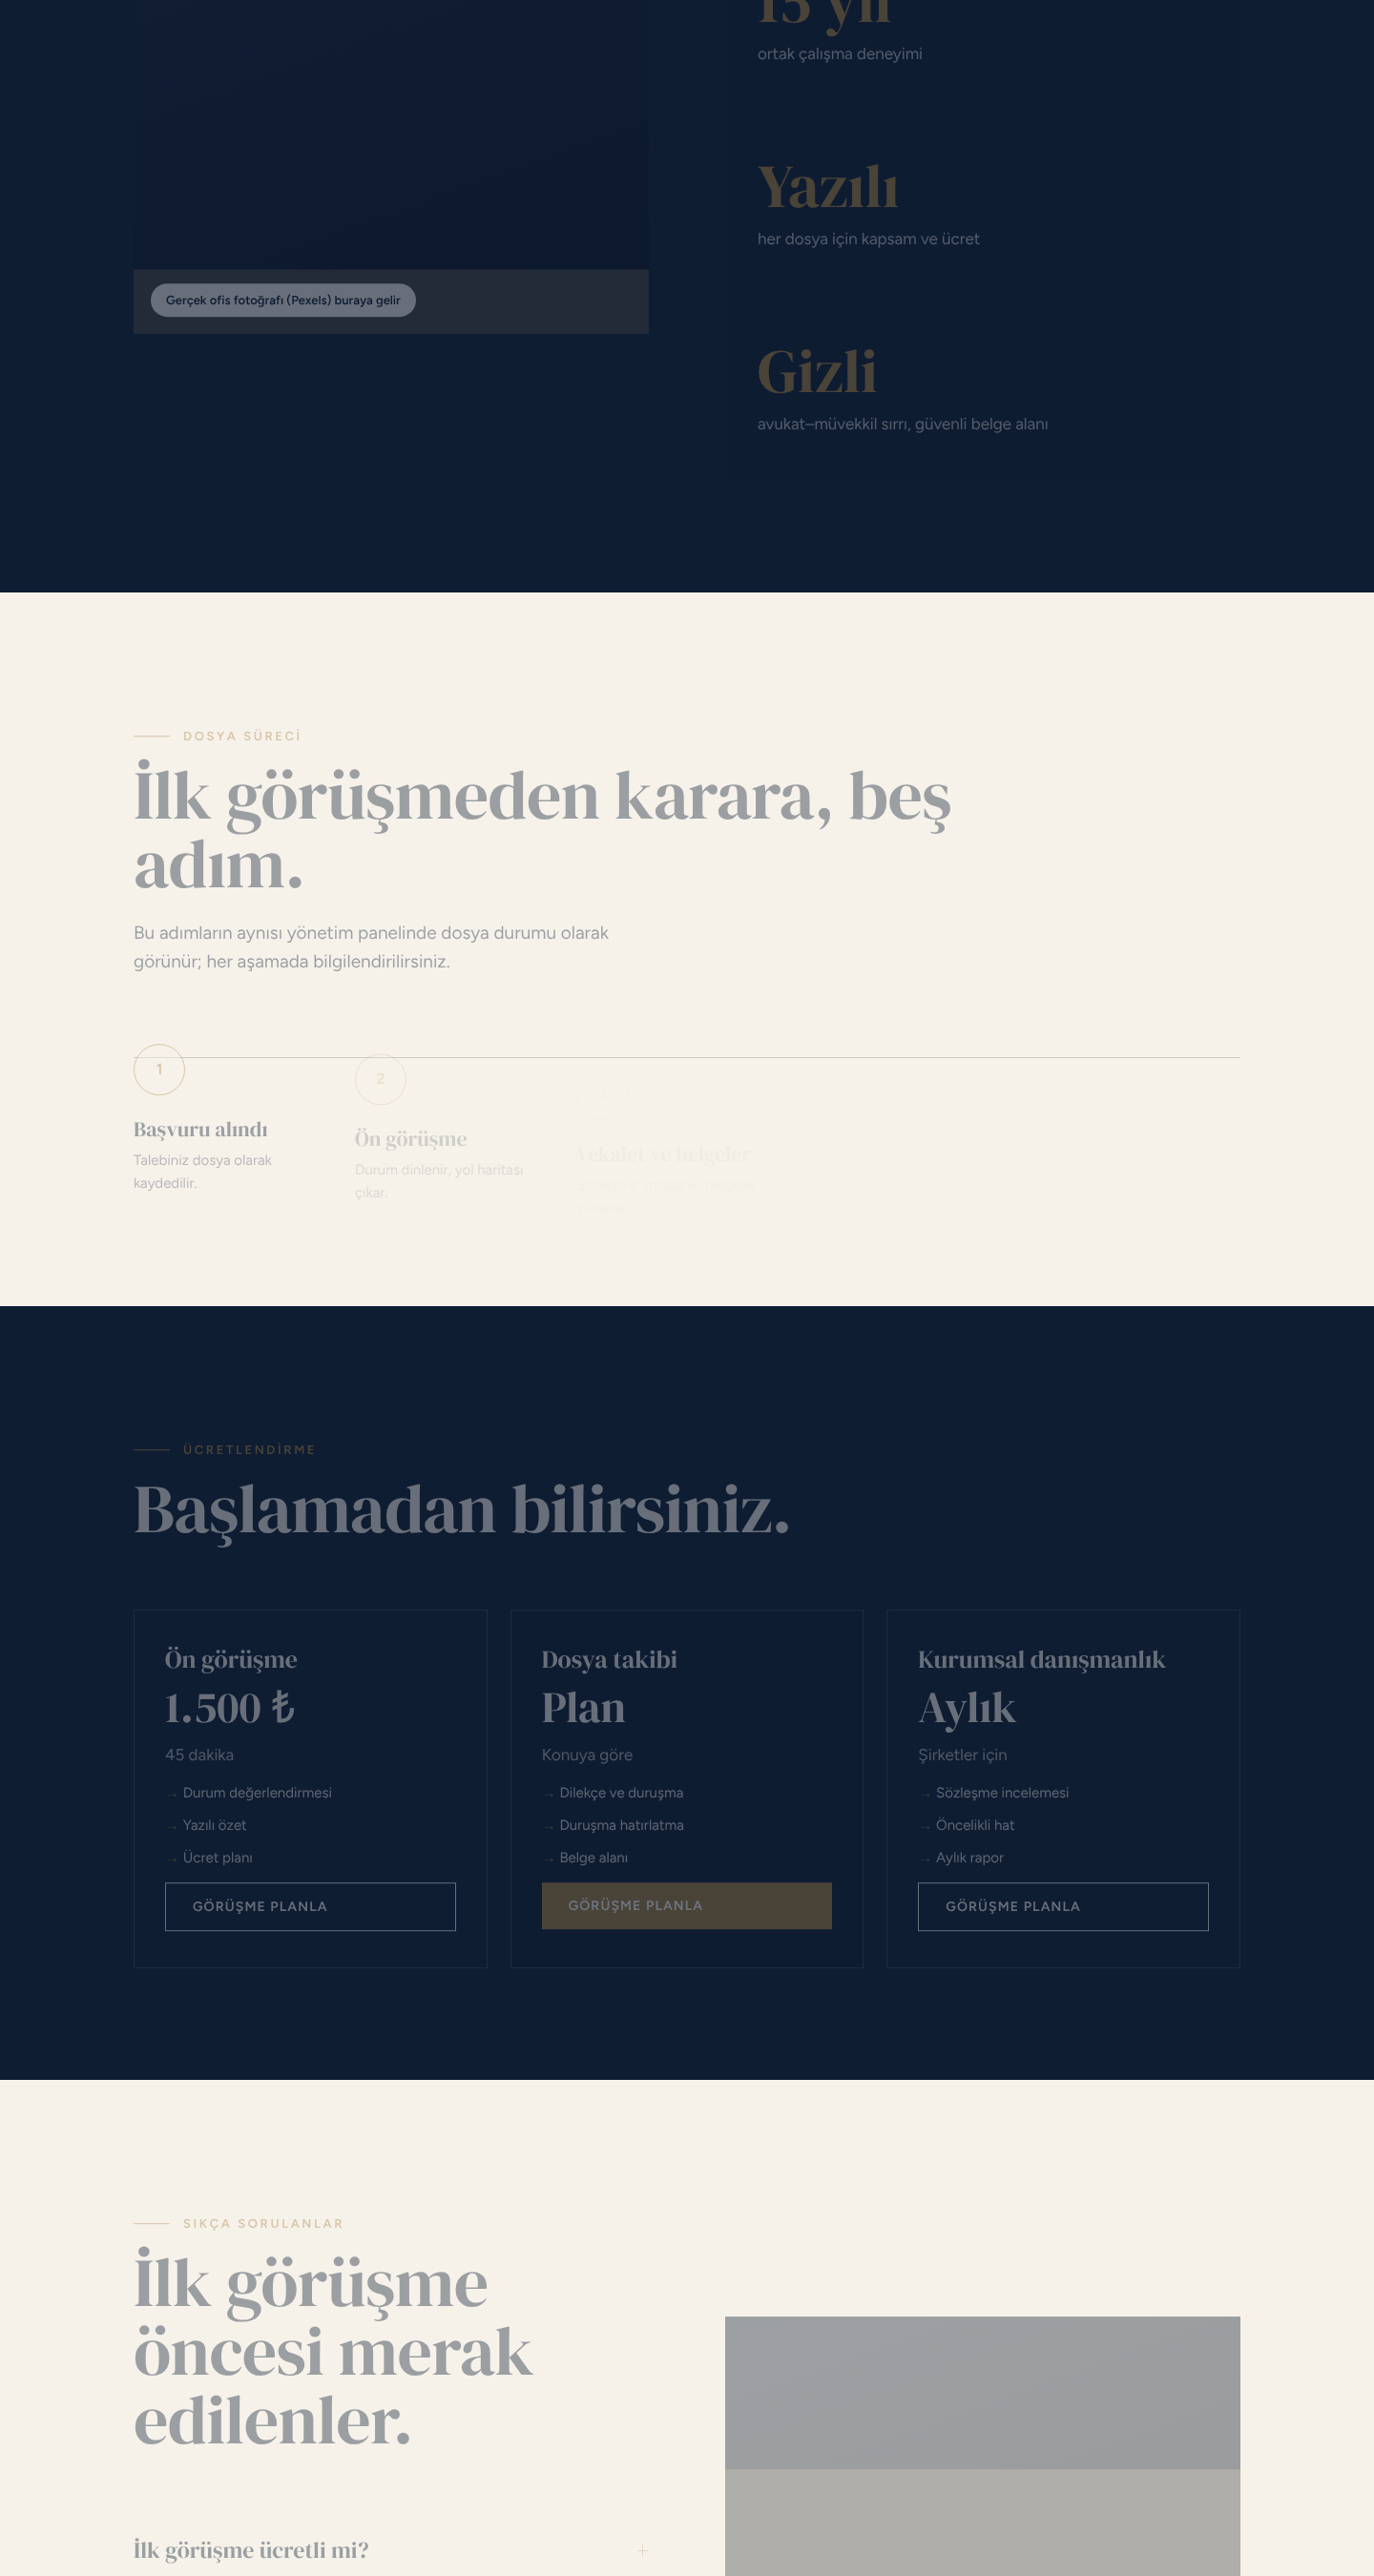 15 yıl
ortak çalışma deneyimi
Yazılı
her dosya için kapsam ve ücret
Gerçek ofis fotoğrafı (Pexels) buraya gelir
Gizli
avukat–müvekkil sırrı, güvenli belge alanı
DOSYA SÜRECİ
İlk görüşmeden karara, beş
adım.
Bu adımların aynısı yönetim panelinde dosya durumu olarak
görünür; her aşamada bilgilendirilirsiniz.
1
Başvuru alındı
Talebiniz dosya olarak
kaydedilir.
2
Ön görüşme
Durum dinlenir, yol haritası
çıkar.
Vekalet ve belgeler
ÜCRETLENDİRME
Başlamadan bilirsiniz.
Ön görüşme
1.500 ₺
45 dakika
→ Durum değerlendirmesi
→ Yazılı özet
→ Ücret planı
GÖRÜŞME PLANLA
Dosya takibi
Plan
Konuya göre
→ Dilekçe ve duruşma
→ Duruşma hatırlatma
→ Belge alanı
GÖRÜŞME PLANLA
Kurumsal danışmanlık
Aylık
Şirketler için
→ Sözleşme incelemesi
→ Öncelikli hat
→ Aylık rapor
GÖRÜŞME PLANLA
SIKÇA SORULANLAR
İlk görüşme
öncesi merak
edilenler.
İlk görüşme ücretli mi? +